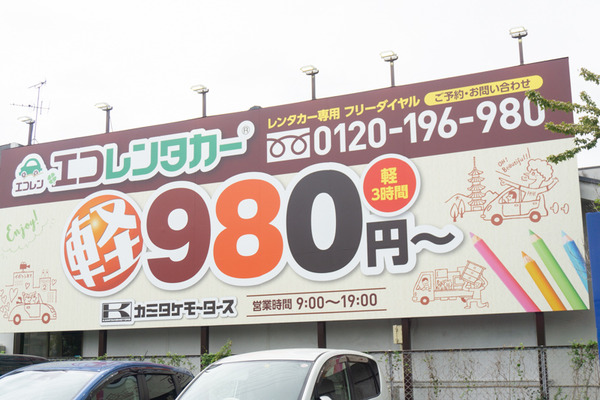 レンタカー専用 フリーダイヤル ご予約・お問い合わせ
0120-196-980
エコレン エコレンタカー®
Enjoy!
軽 980円～
軽
3時間
Oh! Beautiful!!
カミタケモータース 営業時間 9:00〜19:00